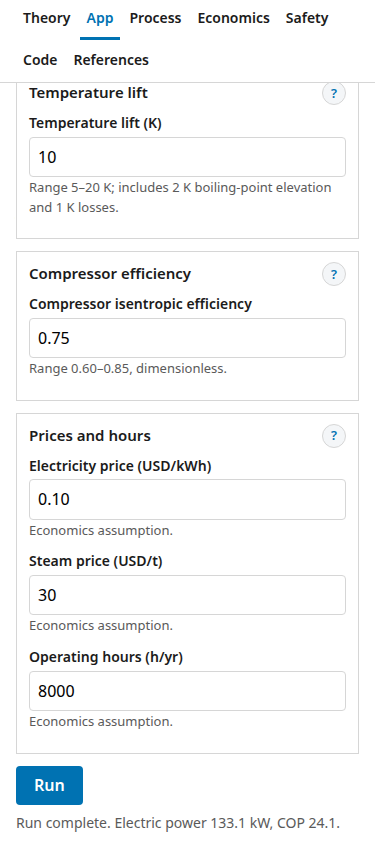 Theory App Process Economics Safety
Code References
Temperature lift ?
Temperature lift (K)
10
Range 5–20 K; includes 2 K boiling-point elevation
and 1 K losses.
Compressor efficiency ?
Compressor isentropic efficiency
0.75
Range 0.60–0.85, dimensionless.
Prices and hours ?
Electricity price (USD/kWh)
0.10
Economics assumption.
Steam price (USD/t)
30
Economics assumption.
Operating hours (h/yr)
8000
Economics assumption.
Run
Run complete. Electric power 133.1 kW, COP 24.1.